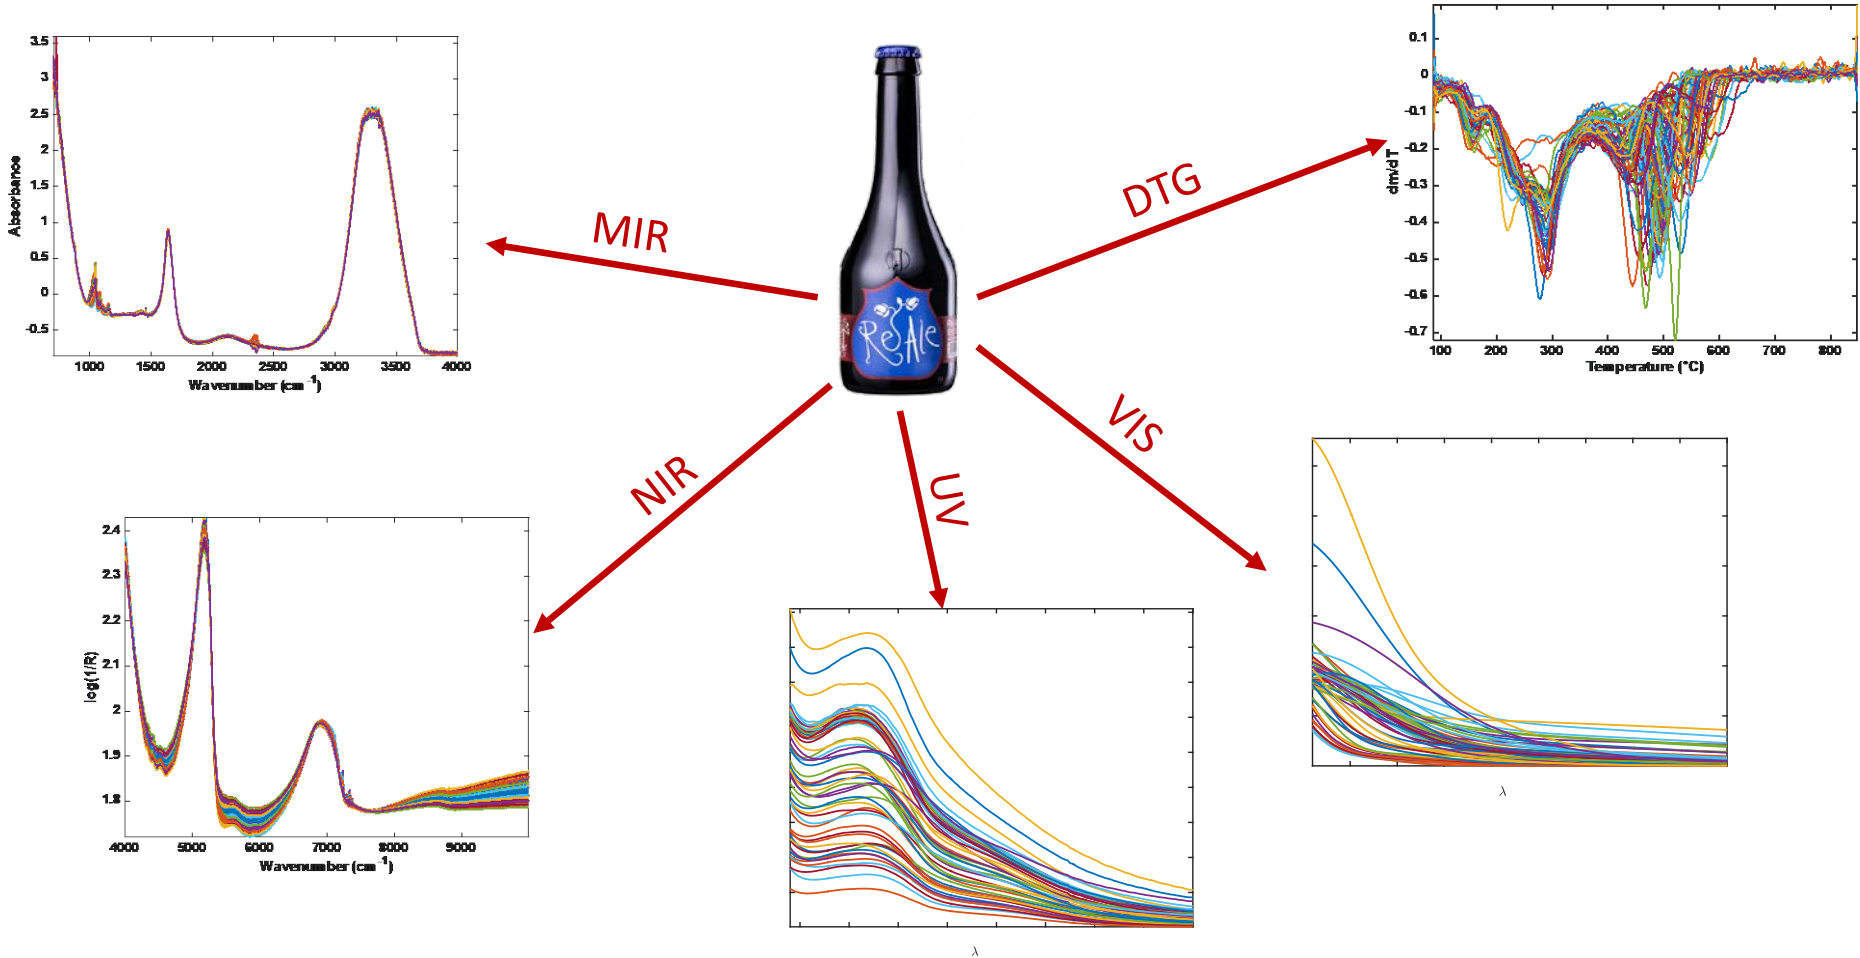 3.5
3
2.5
2
1.5
1
0.5
0
-0.5
Absorbance
1000 1500 2000 2500 3000 3500 4000
Wavenumber (cm⁻¹)
MIR
ReAle
DTG
0.1
0
-0.1
-0.2
-0.3
-0.4
-0.5
-0.6
-0.7
dm/dT
100 200 300 400 500 600 700 800
Temperature (°C)
NIR
UV
VIS
2.4
2.3
2.2
2.1
2
1.9
1.8
log(1/R)
4000 5000 6000 7000 8000 9000
Wavenumber (cm⁻¹)
λ
λ